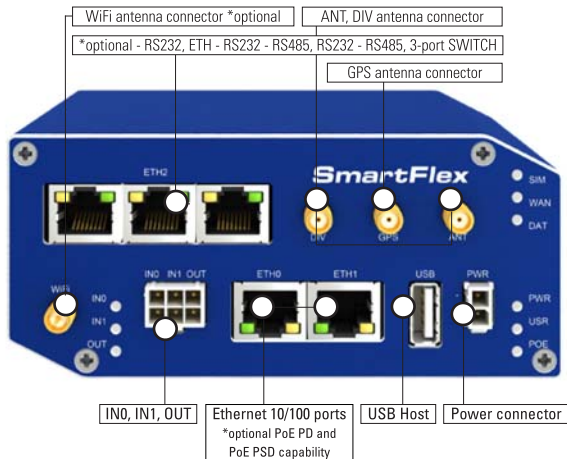 WiFi antenna connector *optional
ANT, DIV antenna connector
*optional - RS232, ETH - RS232 - RS485, RS232 - RS485, 3-port SWITCH
GPS antenna connector
ETH2
SmartFlex
SIM
WAN
DAT
DIV
GPS
ANT
WiFi
IN0
IN1
OUT
IN0 IN1 OUT
ETH0
ETH1
USB
PWR
PWR
USR
POE
IN0, IN1, OUT
Ethernet 10/100 ports
*optional PoE PD and
PoE PSD capability
USB Host
Power connector